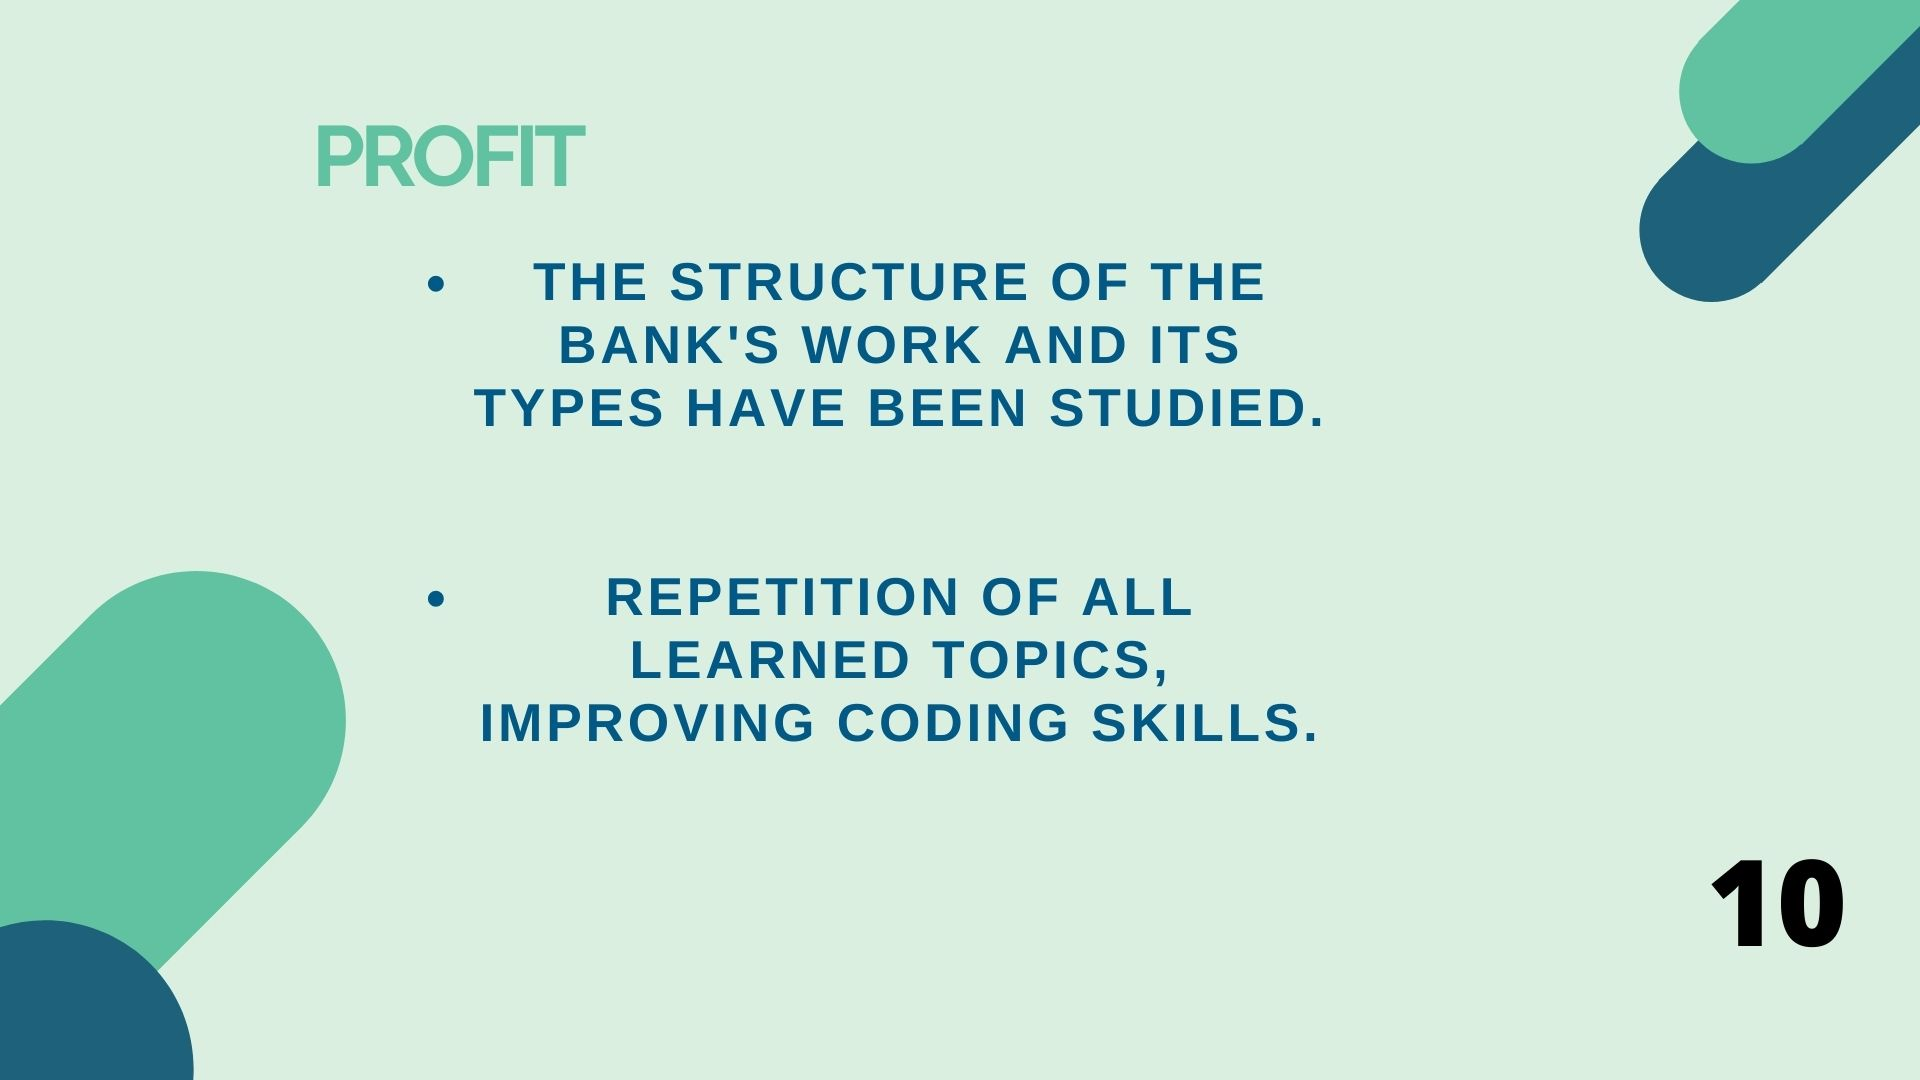 PROFIT
• THE STRUCTURE OF THE
BANK'S WORK AND ITS
TYPES HAVE BEEN STUDIED.
• REPETITION OF ALL
LEARNED TOPICS,
IMPROVING CODING SKILLS.
10